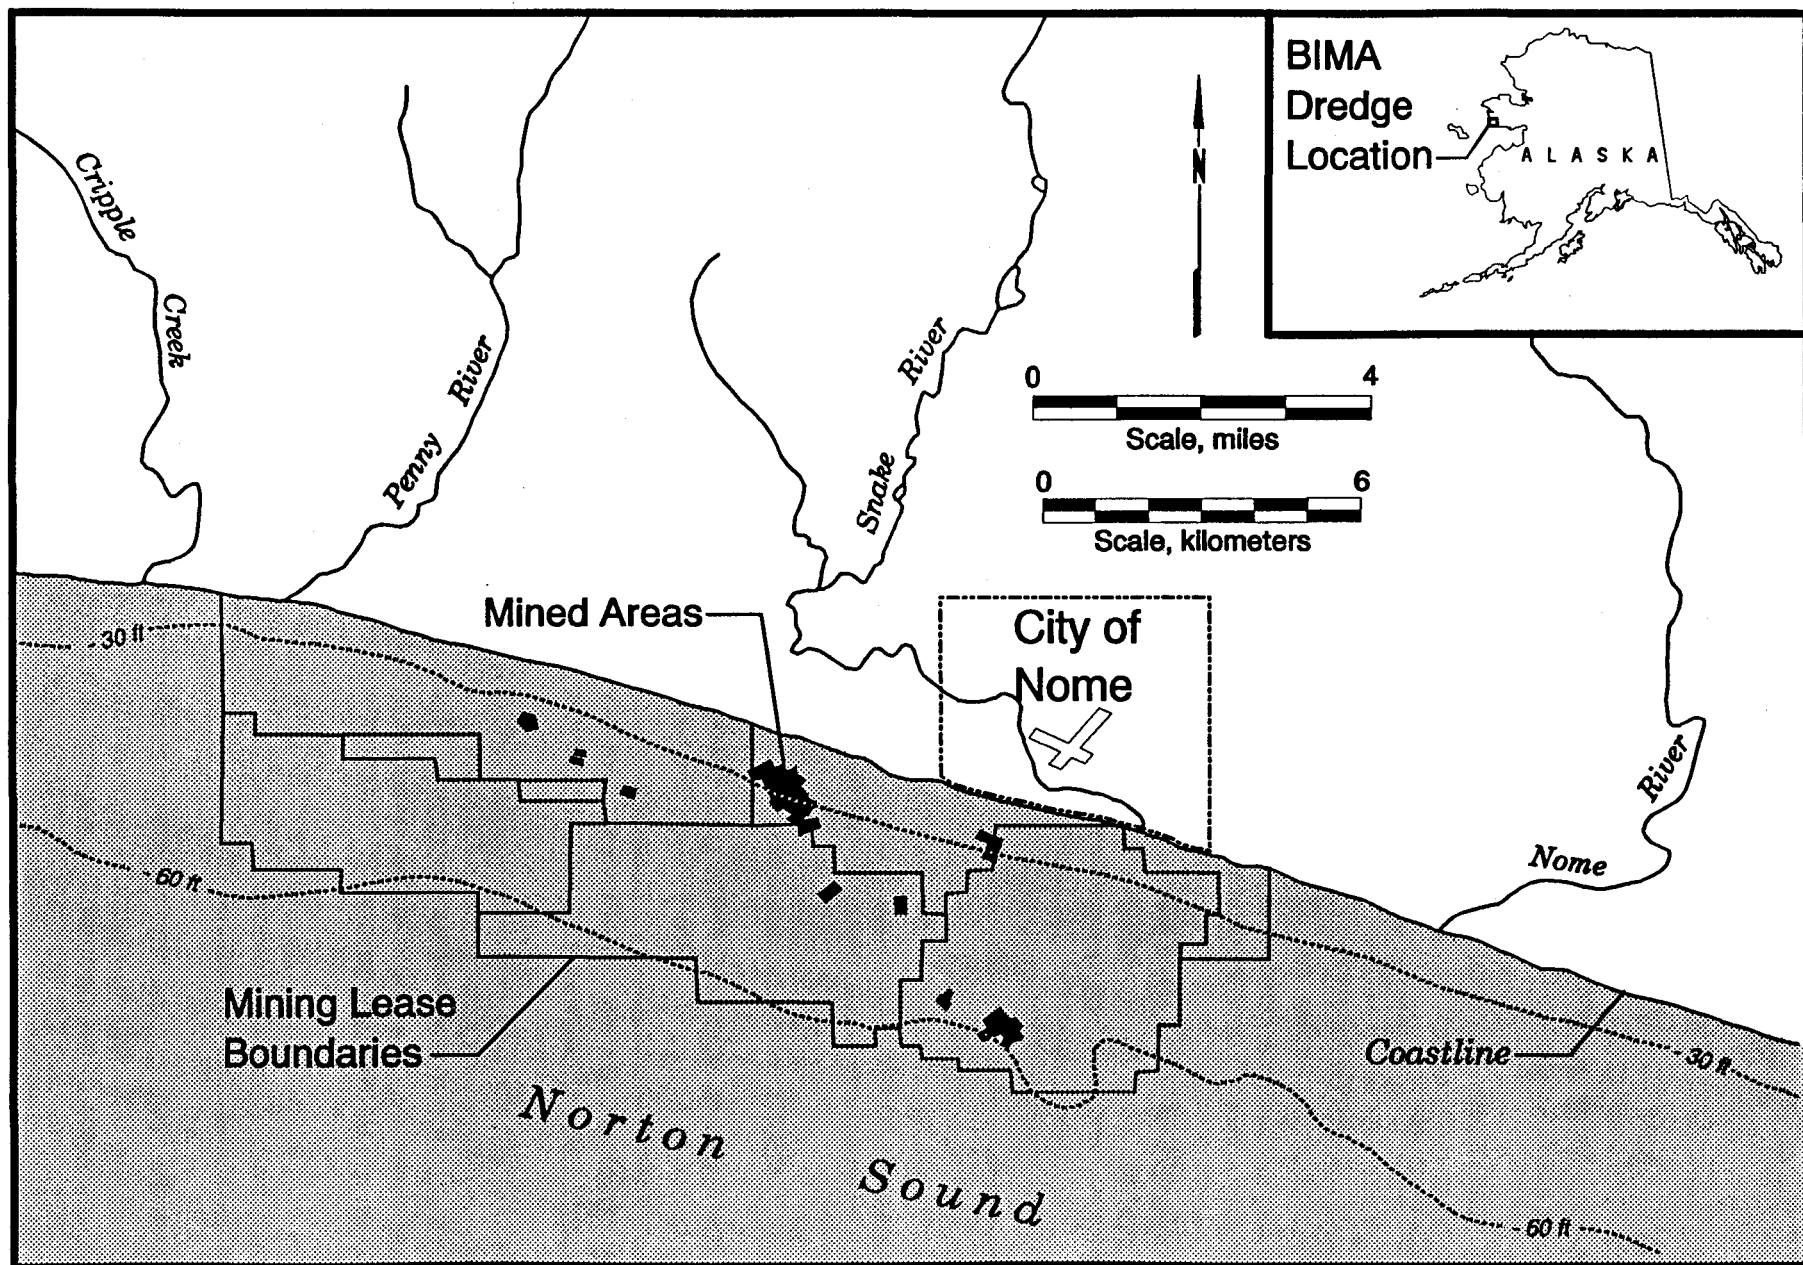 BIMA
Dredge
Location
A L A S K A
N
Cripple
Creek
Penny
River
Snake
River
0 4
Scale, miles
0 6
Scale, kilometers
Mined Areas
City of
Nome
- 30 ft
- 60 ft
Nome
River
Mining Lease
Boundaries
Coastline
- 30 ft
Norton
Sound
- 60 ft